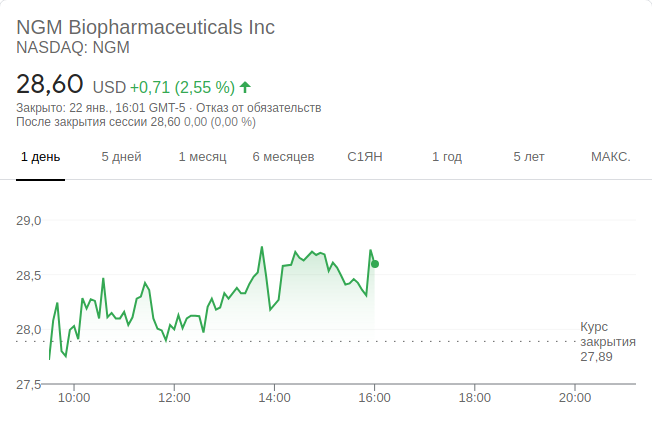 NGM Biopharmaceuticals Inc
NASDAQ: NGM
28,60 USD +0,71 (2,55 %)
Закрыто: 22 янв., 16:01 GMT-5 · Отказ от обязательств
После закрытия сессии 28,60 0,00 (0,00 %)
1 день 5 дней 1 месяц 6 месяцев С1ЯН 1 год 5 лет МАКС.
29,0
28,5
28,0
Курс
закрытия
27,89
27,5
10:00 12:00 14:00 16:00 18:00 20:00